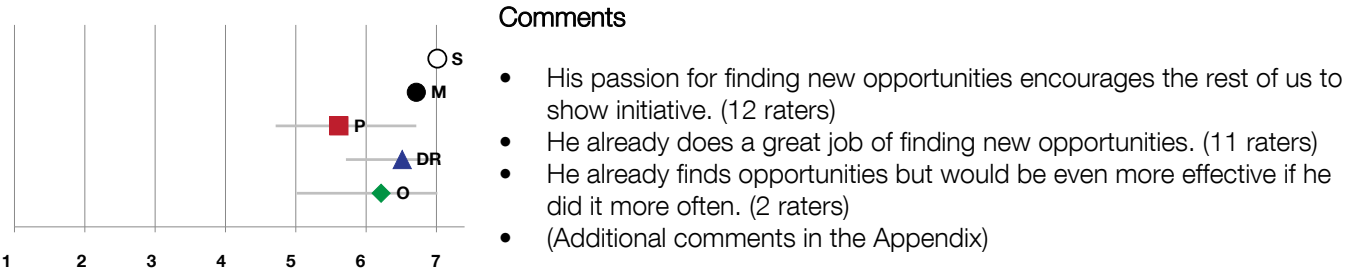 Comments
S
M
P
DR
O
1 2 3 4 5 6 7
• His passion for finding new opportunities encourages the rest of us to
show initiative. (12 raters)
• He already does a great job of finding new opportunities. (11 raters)
• He already finds opportunities but would be even more effective if he
did it more often. (2 raters)
• (Additional comments in the Appendix)